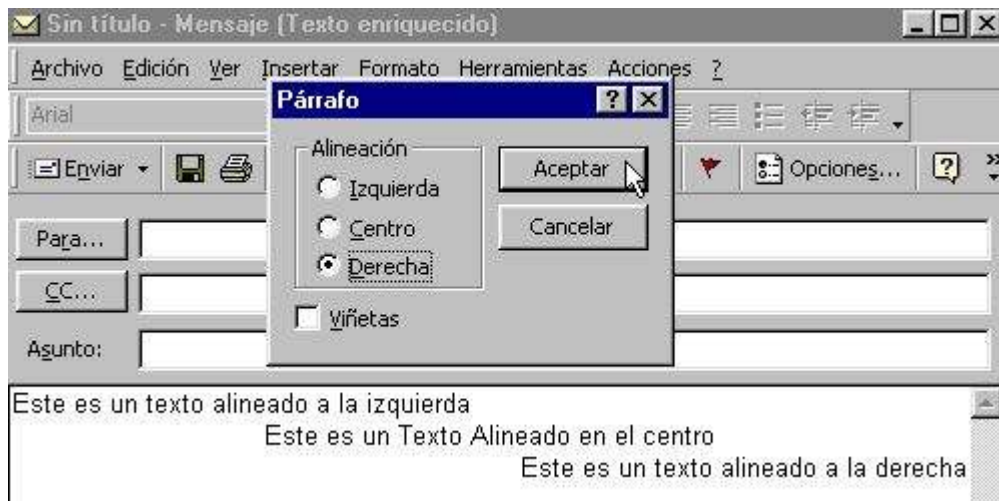 Sin título - Mensaje (Texto enriquecido)
Archivo Edición Ver Insertar Formato Herramientas Acciones ?
Arial
Párrafo
Alineación
Izquierda
Centro
Derecha
Viñetas
Aceptar
Cancelar
Enviar
Opciones...
Para...
CC...
Asunto:
Este es un texto alineado a la izquierda
Este es un Texto Alineado en el centro
Este es un texto alineado a la derecha